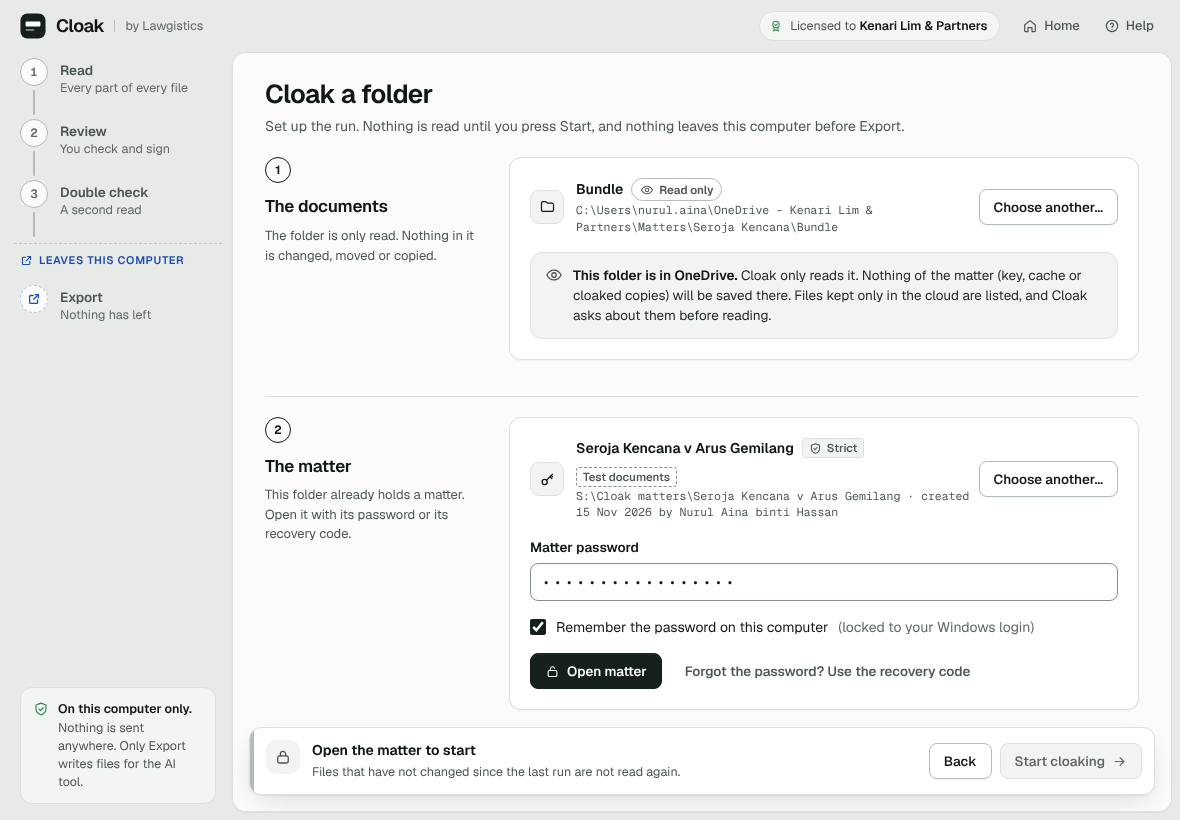 Cloak
by Lawgistics
Licensed to Kenari Lim & Partners
Home
Help
1
Read
Every part of every file
2
Review
You check and sign
3
Double check
A second read
LEAVES THIS COMPUTER
Export
Nothing has left
On this computer only.
Nothing is sent
anywhere. Only Export
writes files for the AI
tool.
Cloak a folder
Set up the run. Nothing is read until you press Start, and nothing leaves this computer before Export.
1
The documents
The folder is only read. Nothing in it
is changed, moved or copied.
Bundle
Read only
C:\Users\nurul.aina\OneDrive - Kenari Lim &
Partners\Matters\Seroja Kencana\Bundle
Choose another...
This folder is in OneDrive. Cloak only reads it. Nothing of the matter (key, cache or
cloaked copies) will be saved there. Files kept only in the cloud are listed, and Cloak
asks about them before reading.
2
The matter
This folder already holds a matter.
Open it with its password or its
recovery code.
Seroja Kencana v Arus Gemilang
Strict
Test documents
S:\Cloak matters\Seroja Kencana v Arus Gemilang · created
15 Nov 2026 by Nurul Aina binti Hassan
Choose another...
Matter password
•••••••••••••••••
Remember the password on this computer (locked to your Windows login)
Open matter
Forgot the password? Use the recovery code
Open the matter to start
Files that have not changed since the last run are not read again.
Back
Start cloaking →